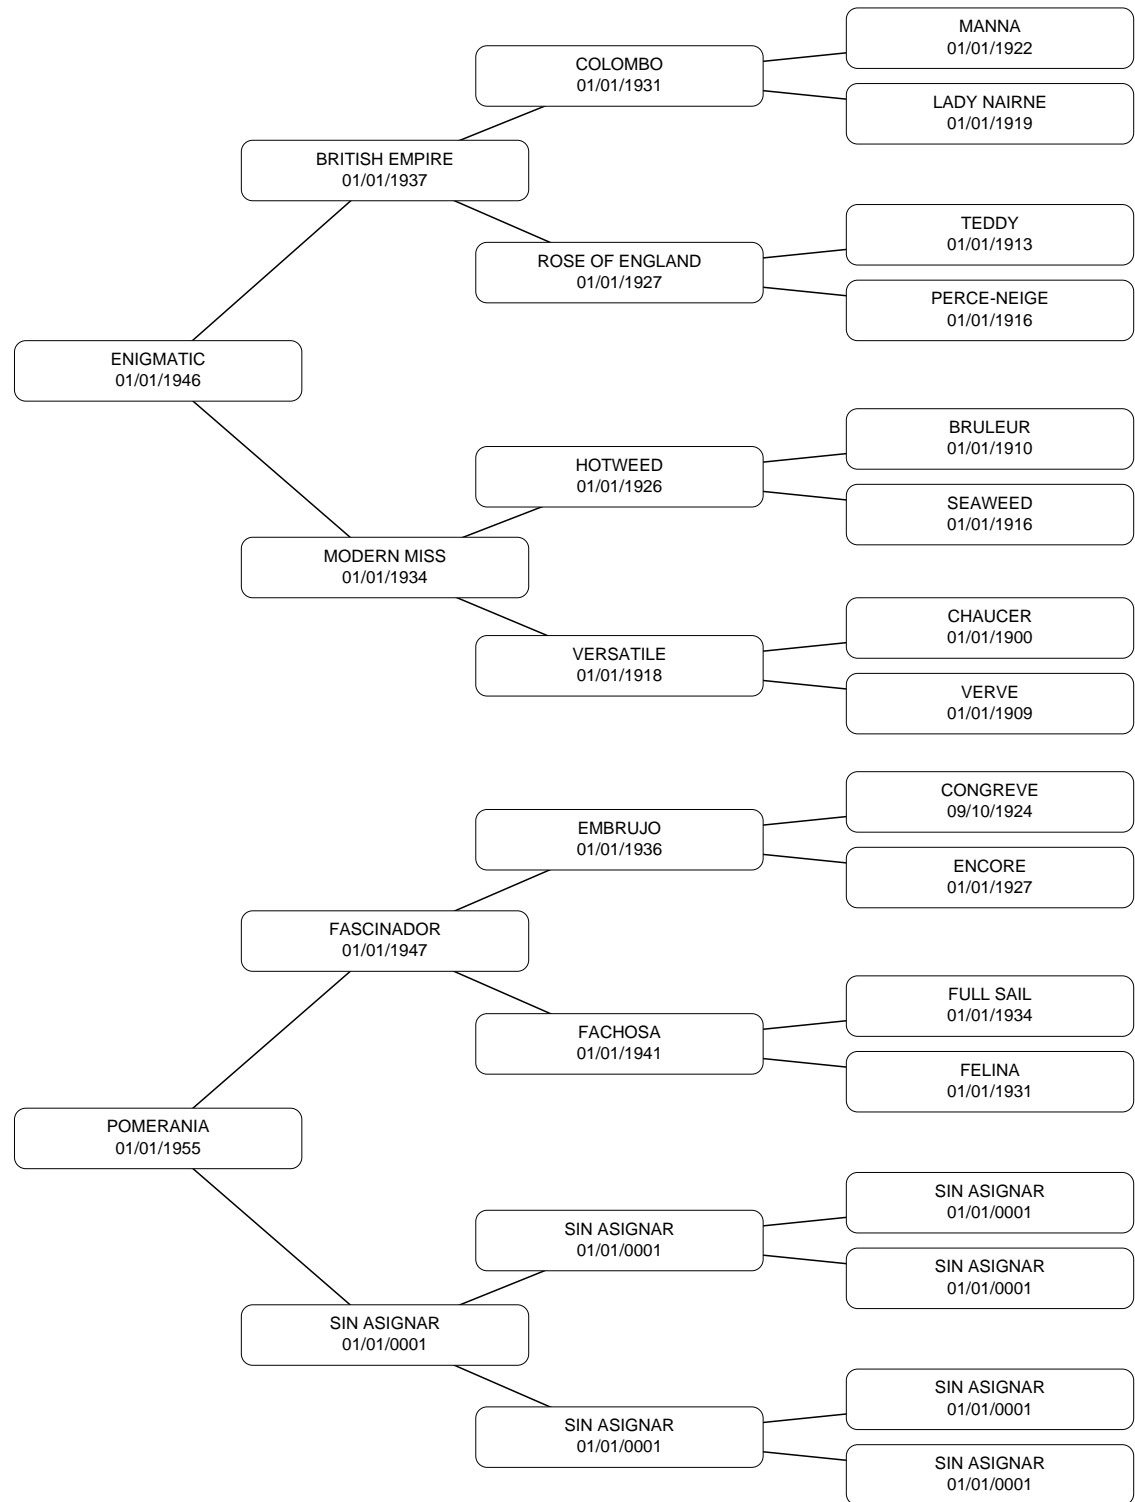 MANNA
01/01/1922
COLOMBO
01/01/1931
LADY NAIRNE
01/01/1919
BRITISH EMPIRE
01/01/1937
TEDDY
01/01/1913
ROSE OF ENGLAND
01/01/1927
PERCE-NEIGE
01/01/1916
ENIGMATIC
01/01/1946
BRULEUR
01/01/1910
HOTWEED
01/01/1926
SEAWEED
01/01/1916
MODERN MISS
01/01/1934
CHAUCER
01/01/1900
VERSATILE
01/01/1918
VERVE
01/01/1909
CONGREVE
09/10/1924
EMBRUJO
01/01/1936
ENCORE
01/01/1927
FASCINADOR
01/01/1947
FULL SAIL
01/01/1934
FACHOSA
01/01/1941
FELINA
01/01/1931
POMERANIA
01/01/1955
SIN ASIGNAR
01/01/0001
SIN ASIGNAR
01/01/0001
SIN ASIGNAR
01/01/0001
SIN ASIGNAR
01/01/0001
SIN ASIGNAR
01/01/0001
SIN ASIGNAR
01/01/0001
SIN ASIGNAR
01/01/0001